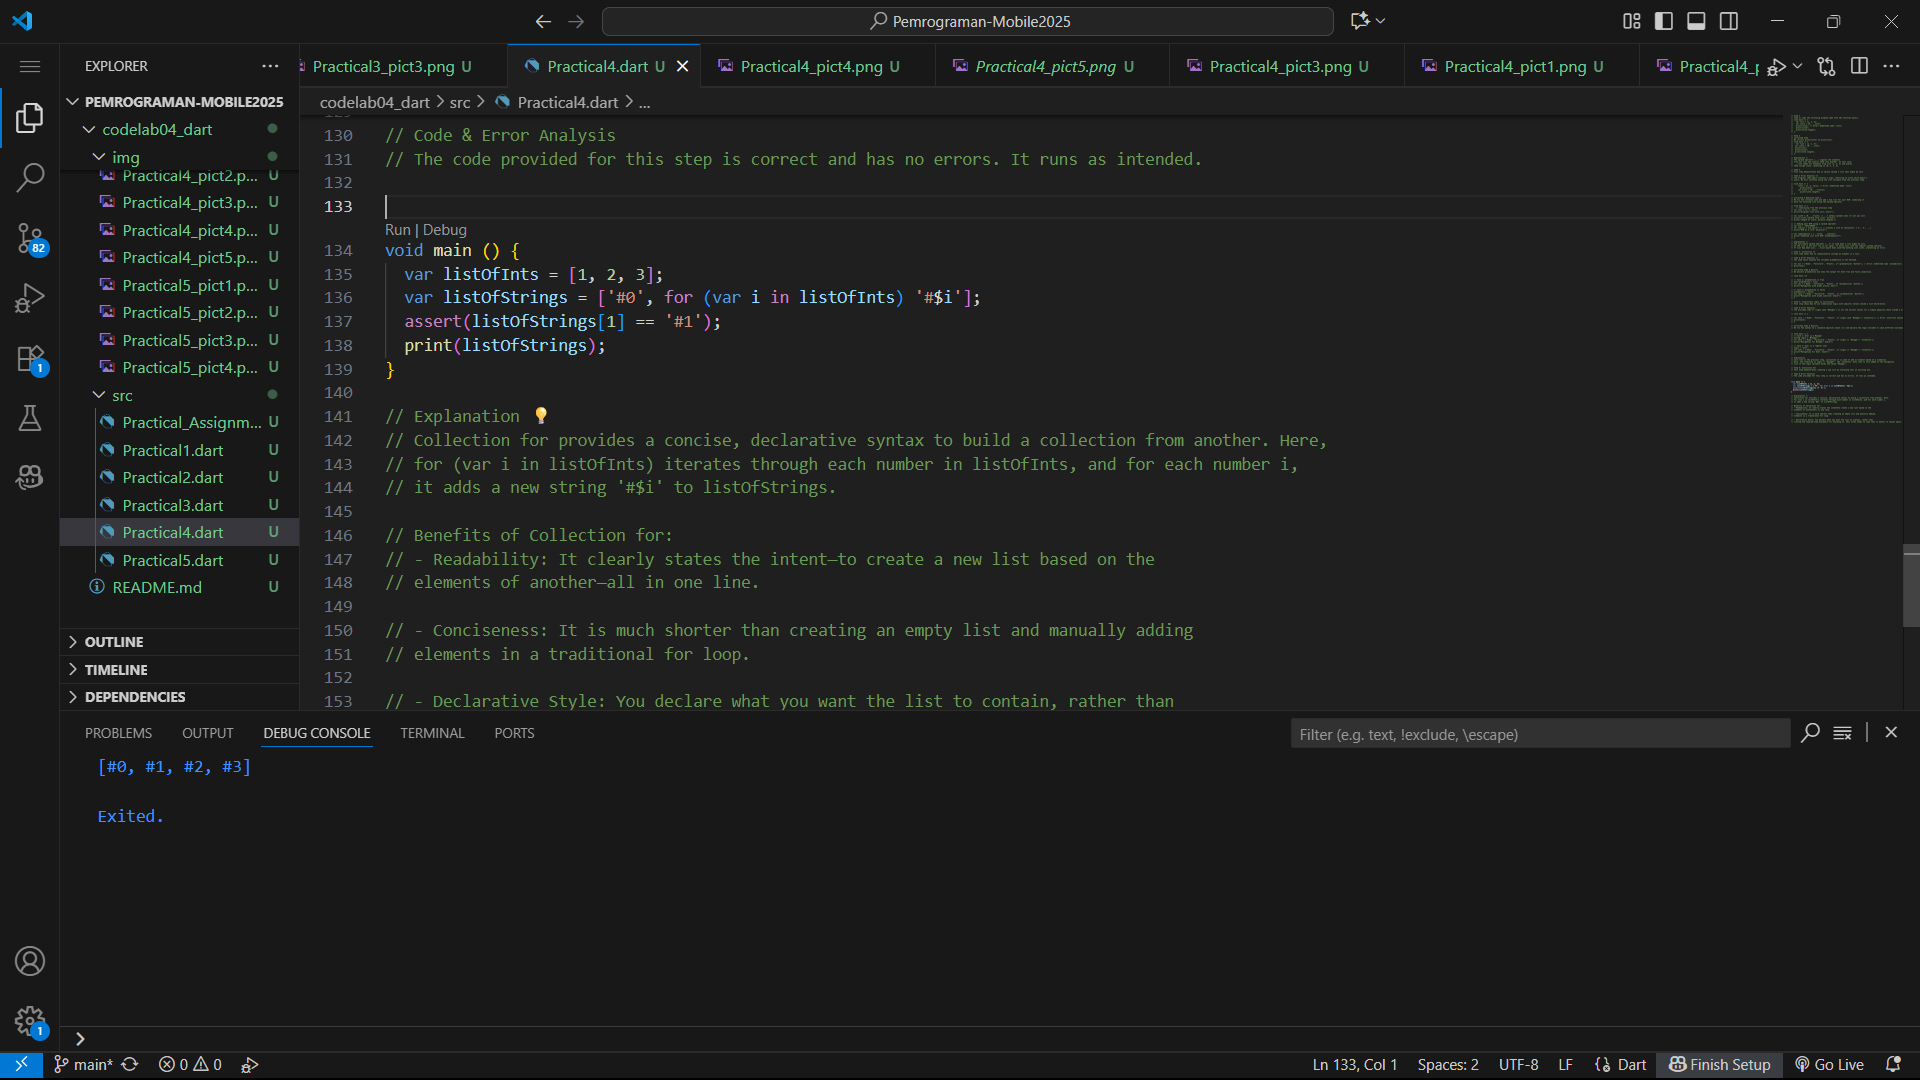 Pemrograman-Mobile2025
EXPLORER
Practical3_pict3.png U
Practical4.dart U
Practical4_pict4.png U
Practical4_pict5.png U
Practical4_pict3.png U
Practical4_pict1.png U
Practical4_p
PEMROGRAMAN-MOBILE2025
codelab04_dart
img
Practical4_pict2.p... U
Practical4_pict3.p... U
Practical4_pict4.p... U
Practical4_pict5.p... U
Practical5_pict1.p... U
Practical5_pict2.p... U
Practical5_pict3.p... U
Practical5_pict4.p... U
src
Practical_Assignm... U
Practical1.dart U
Practical2.dart U
Practical3.dart U
Practical4.dart U
Practical5.dart U
README.md U
OUTLINE
TIMELINE
DEPENDENCIES
82
1
1
codelab04_dart > src > Practical4.dart > ...
130 // Code & Error Analysis
131 // The code provided for this step is correct and has no errors. It runs as intended.
132
133
Run | Debug
134 void main () {
135 var listOfInts = [1, 2, 3];
136 var listOfStrings = ['#0', for (var i in listOfInts) '#$i'];
137 assert(listOfStrings[1] == '#1');
138 print(listOfStrings);
139 }
140
141 // Explanation 💡
142 // Collection for provides a concise, declarative syntax to build a collection from another. Here,
143 // for (var i in listOfInts) iterates through each number in listOfInts, and for each number i,
144 // it adds a new string '#$i' to listOfStrings.
145
146 // Benefits of Collection for:
147 // - Readability: It clearly states the intent—to create a new list based on the
148 // elements of another—all in one line.
149
150 // - Conciseness: It is much shorter than creating an empty list and manually adding
151 // elements in a traditional for loop.
152
153 // - Declarative Style: You declare what you want the list to contain, rather than
PROBLEMS OUTPUT DEBUG CONSOLE TERMINAL PORTS
Filter (e.g. text, !exclude, \escape)
[#0, #1, #2, #3]
Exited.
main* 0 0
Ln 133, Col 1 Spaces: 2 UTF-8 LF Dart Finish Setup Go Live